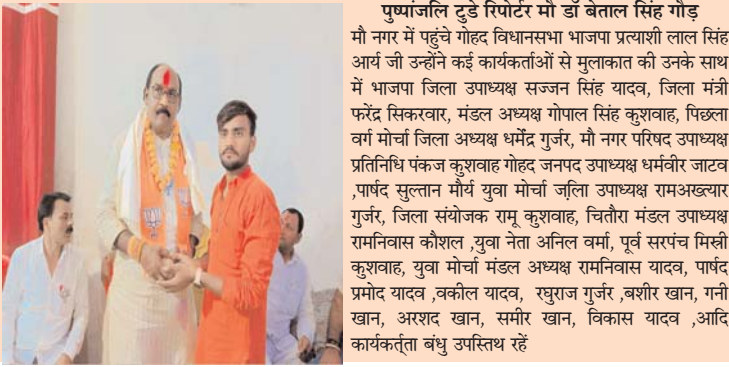 पुष्पांजलि टुडे रिपोर्टर मौ डॉ बेताल सिंह गौड़
मौ नगर में पहुंचे गोहद विधानसभा भाजपा प्रत्याशी लाल सिंह
आर्य जी उन्होंने कई कार्यकर्ताओं से मुलाकात की उनके साथ
में भाजपा जिला उपाध्यक्ष सज्जन सिंह यादव, जिला मंत्री
फरेंद्र सिकरवार, मंडल अध्यक्ष गोपाल सिंह कुशवाह, पिछला
वर्ग मोर्चा जिला अध्यक्ष धर्मेंद्र गुर्जर, मौ नगर परिषद उपाध्यक्ष
प्रतिनिधि पंकज कुशवाह गोहद जनपद उपाध्यक्ष धर्मवीर जाटव
,पार्षद सुल्तान मौर्य युवा मोर्चा जिला उपाध्यक्ष रामअख्त्यार
गुर्जर, जिला संयोजक रामू कुशवाह, चितौरा मंडल उपाध्यक्ष
रामनिवास कौशल ,युवा नेता अनिल वर्मा, पूर्व सरपंच मिस्त्री
कुशवाह, युवा मोर्चा मंडल अध्यक्ष रामनिवास यादव, पार्षद
प्रमोद यादव ,वकील यादव, रघुराज गुर्जर ,बशीर खान, गनी
खान, अरशद खान, समीर खान, विकास यादव ,आदि
कार्यकर्त्ता बंधु उपस्तिथ रहें